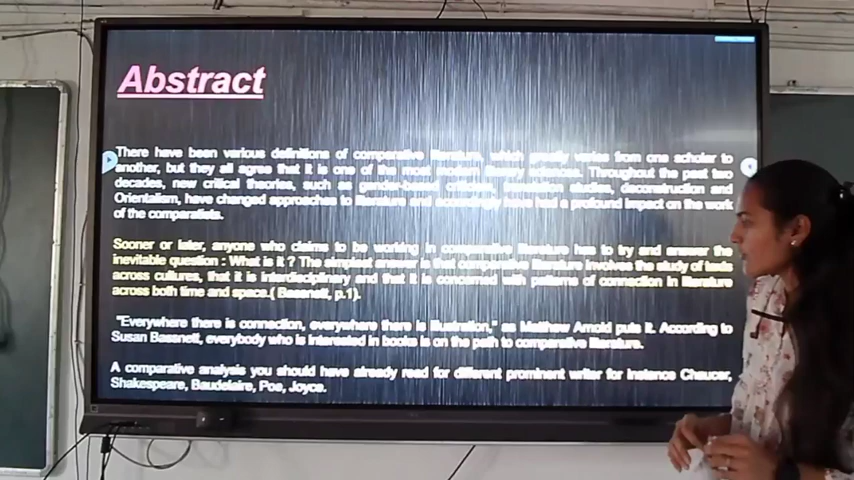 Abstract
There have been various definitions of comparative literature, which greatly varies from one scholar to
another, but they all agree that it is one of the most modern literary sciences. Throughout the past two
decades, new critical theories, such as gender-based criticism, translation studies, deconstruction and
Orientalism, have changed approaches to literature and accordingly have had a profound impact on the work
of the comparatists.
Sooner or later, anyone who claims to be working in comparative literature has to try and answer the
inevitable question : What is it ? The simplest answer is that comparative literature involves the study of texts
across cultures, that it is interdisciplinary and that it is concerned with patterns of connection in literature
across both time and space.( Bassnett, p.1).
"Everywhere there is connection, everywhere there is illustration," as Matthew Arnold puts it. According to
Susan Bassnett, everybody who is interested in books is on the path to comparative literature.
A comparative analysis you should have already read for different prominent writer for instance Chaucer,
Shakespeare, Baudelaire, Poe, Joyce.